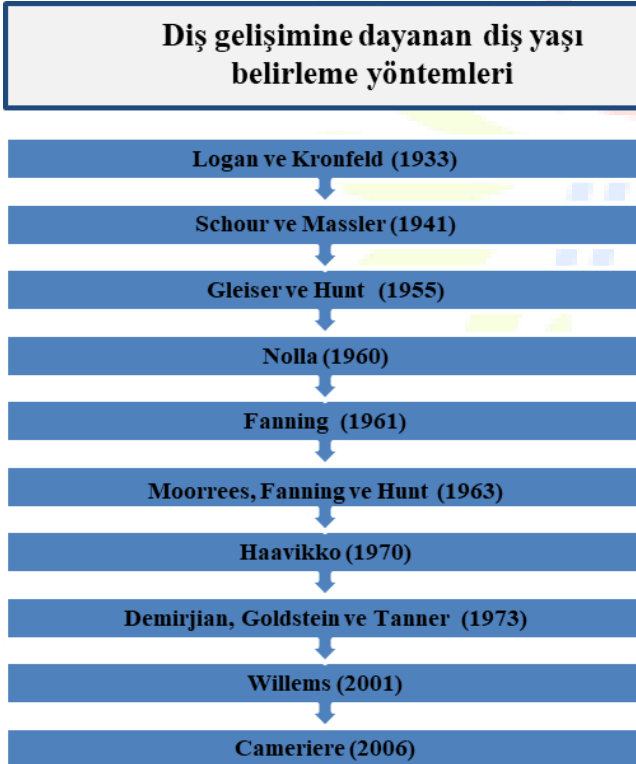 Diş gelişimine dayanan diş yaşı
belirleme yöntemleri
Logan ve Kronfeld (1933)
Schour ve Massler (1941)
Gleiser ve Hunt (1955)
Nolla (1960)
Fanning (1961)
Moorrees, Fanning ve Hunt (1963)
Haavikko (1970)
Demirjian, Goldstein ve Tanner (1973)
Willems (2001)
Cameriere (2006)